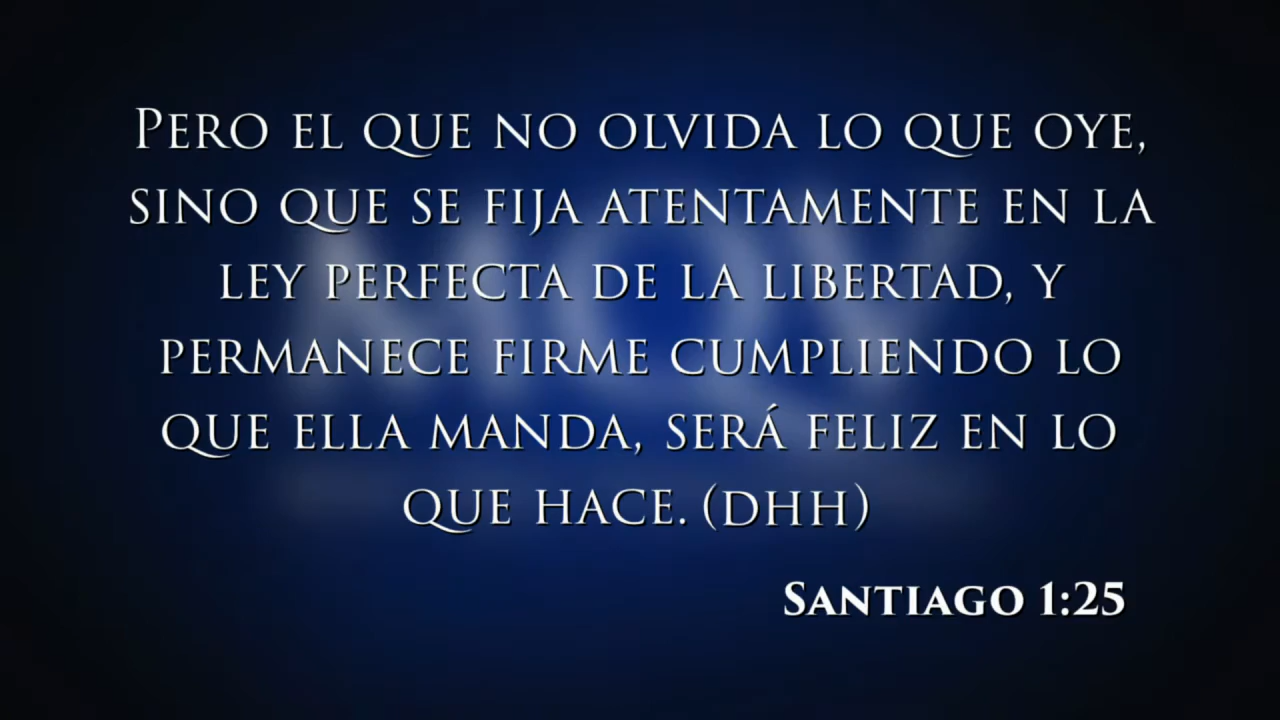 Pero el que no olvida lo que oye,
sino que se fija atentamente en la
ley perfecta de la libertad, y
permanece firme cumpliendo lo
que ella manda, será feliz en lo
que hace. (dhh)
Santiago 1:25